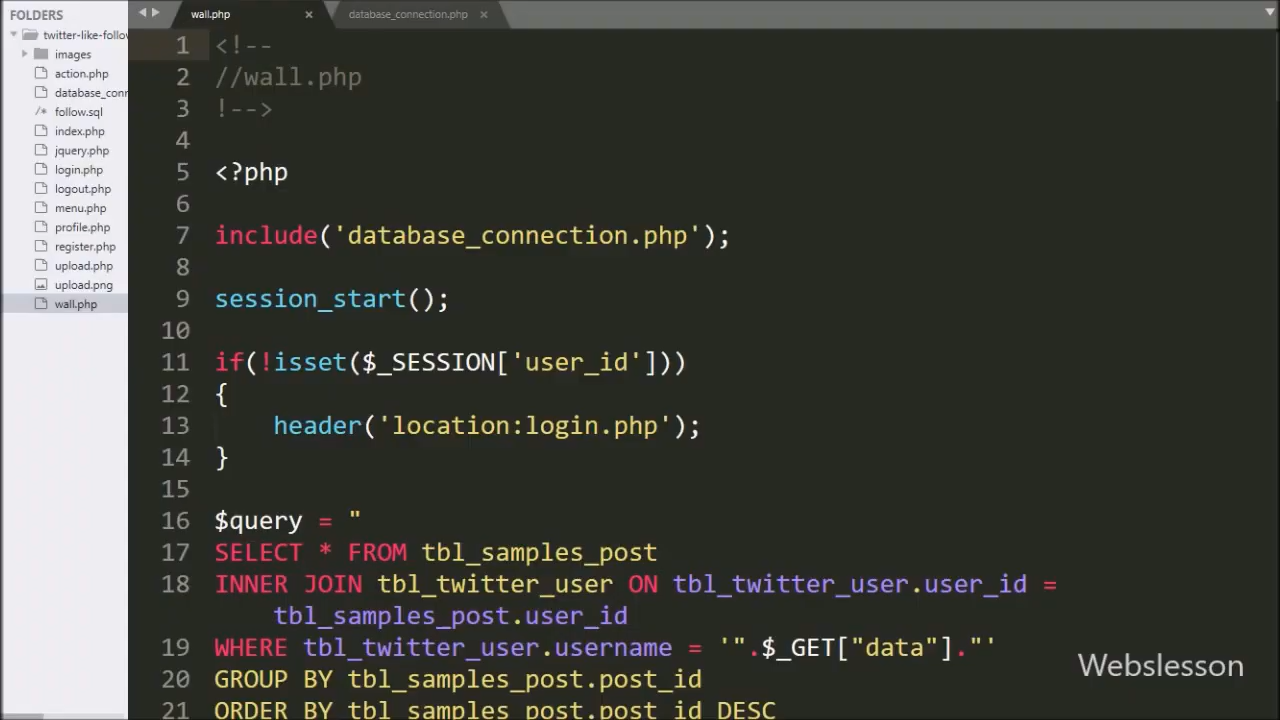 FOLDERS
twitter-like-follow
images
action.php
database_conn
follow.sql
index.php
jquery.php
login.php
logout.php
menu.php
profile.php
register.php
upload.php
upload.png
wall.php
wall.php
database_connection.php
1 <!--
2 //wall.php
3 !-->
4
5 <?php
6
7 include('database_connection.php');
8
9 session_start();
10
11 if(!isset($_SESSION['user_id']))
12 {
13 header('location:login.php');
14 }
15
16 $query = "
17 SELECT * FROM tbl_samples_post
18 INNER JOIN tbl_twitter_user ON tbl_twitter_user.user_id =
tbl_samples_post.user_id
19 WHERE tbl_twitter_user.username = '".$_GET["data"]."'
20 GROUP BY tbl_samples_post.post_id
21 ORDER BY tbl_samples_post.post_id DESC
Webslesson